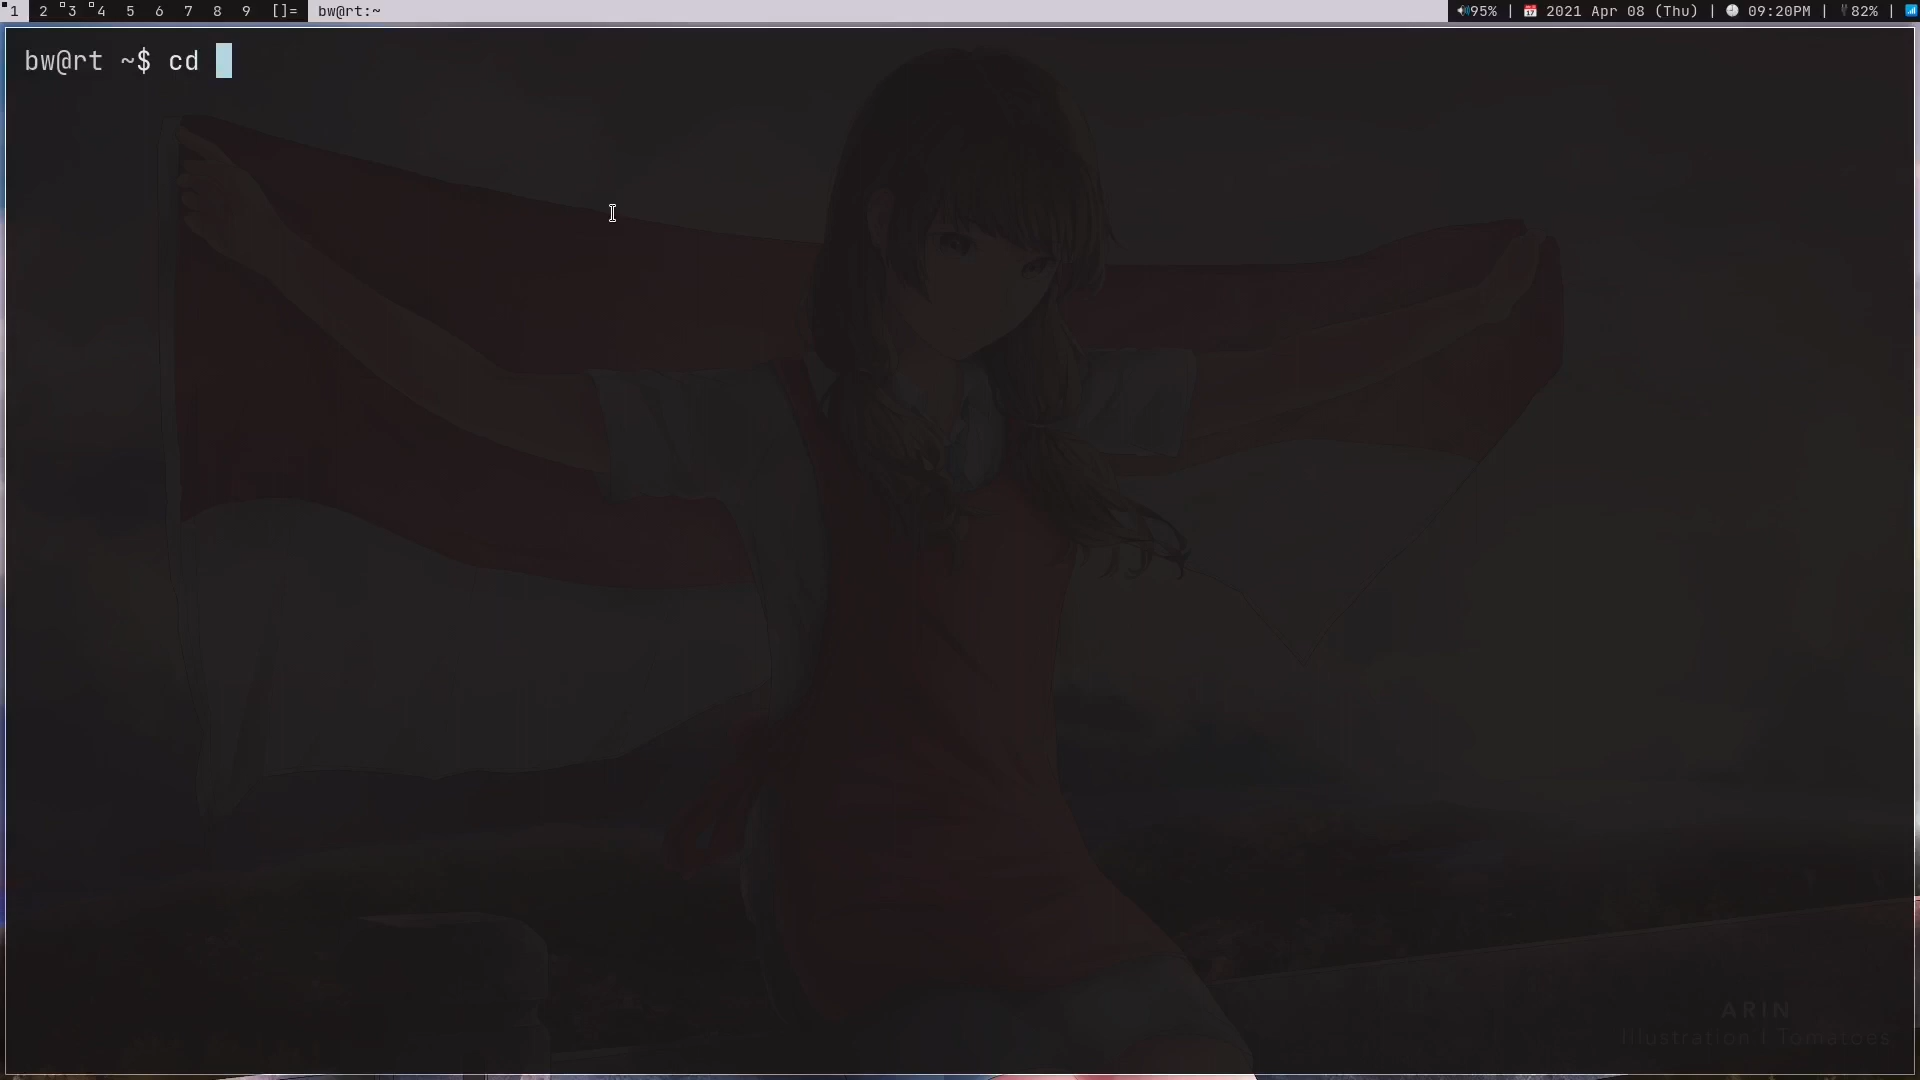 1 2 3 4 5 6 7 8 9 []= bw@rt:~ 95% | 2021 Apr 08 (Thu) | 09:20PM | 82% |
bw@rt ~$ cd
ARIN
Illustration | Tomatoes